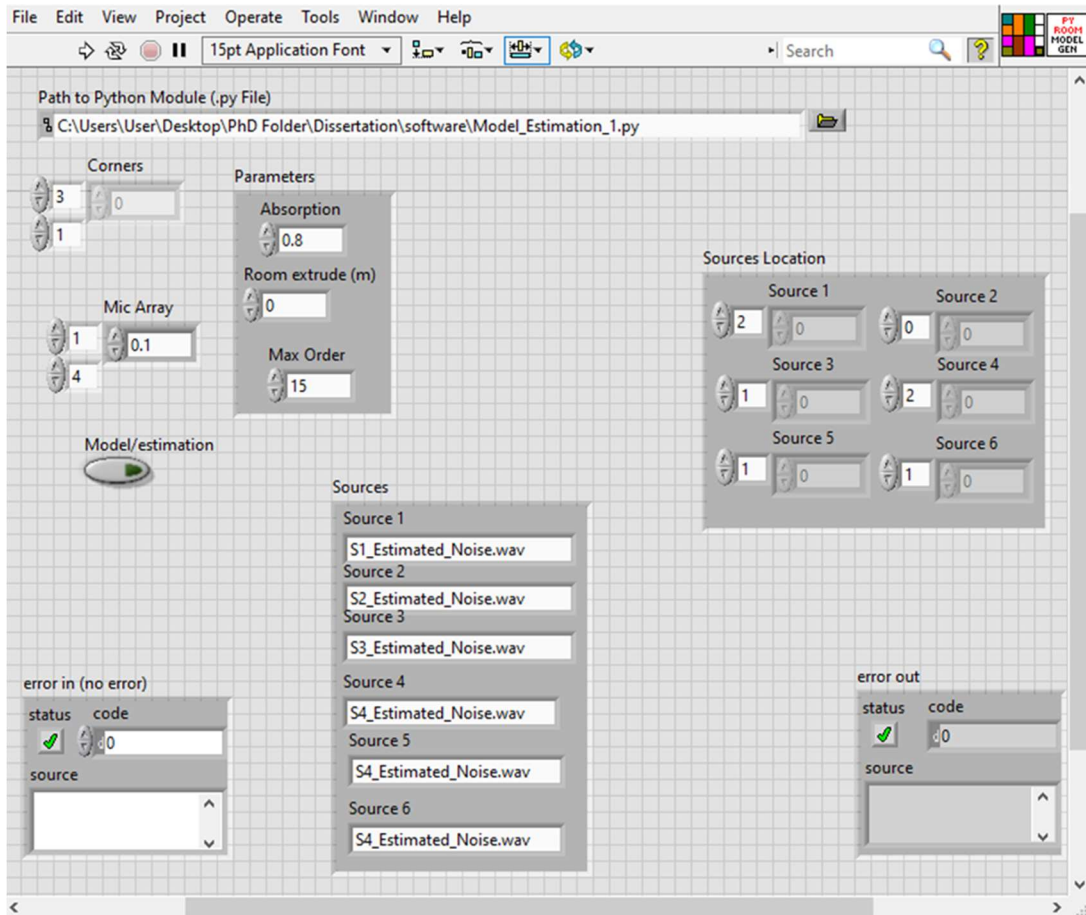 File Edit View Project Operate Tools Window Help
15pt Application Font
Search
?
PY
ROOM
MODEL
GEN
Path to Python Module (.py File)
C:\Users\User\Desktop\PhD Folder\Dissertation\software\Model_Estimation_1.py
Corners
3 0
1
Mic Array
1 0.1
4
Model/estimation
Parameters
Absorption
0.8
Room extrude (m)
0
Max Order
15
Sources Location
Source 1 Source 2
2 0 0 0
Source 3 Source 4
1 0 2 0
Source 5 Source 6
1 0 1 0
Sources
Source 1
S1_Estimated_Noise.wav
Source 2
S2_Estimated_Noise.wav
Source 3
S3_Estimated_Noise.wav
Source 4
S4_Estimated_Noise.wav
Source 5
S4_Estimated_Noise.wav
Source 6
S4_Estimated_Noise.wav
error in (no error)
status code
d0
source
error out
status code
d0
source